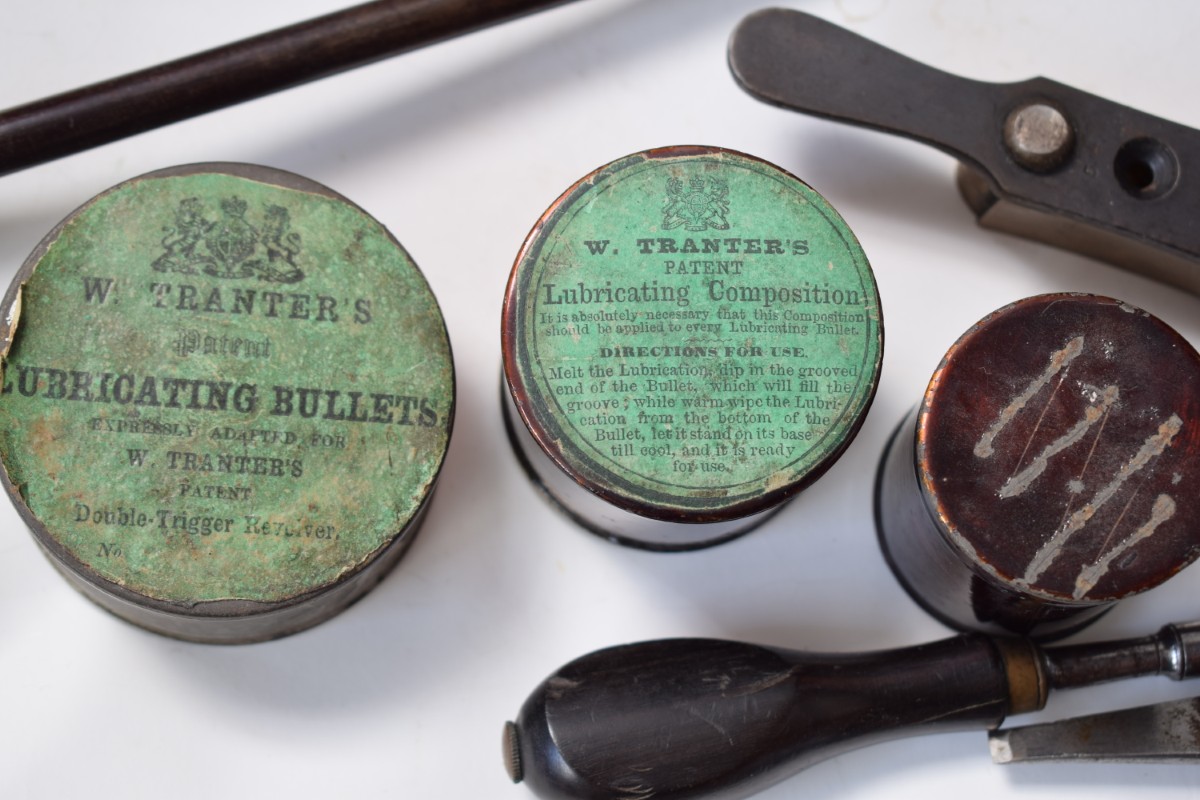 W. TRANTER'S
Patent
LUBRICATING BULLETS,
EXPRESSLY ADAPTED FOR
W. TRANTER'S
PATENT
Double-Trigger Revolver,
No.
W. TRANTER'S
PATENT
Lubricating Composition
It is absolutely necessary that this Composition
should be applied to every Lubricating Bullet.
DIRECTIONS FOR USE.
Melt the Lubrication, dip in the grooved
end of the Bullet, which will fill the
groove; while warm wipe the Lubri-
cation from the bottom of the
Bullet, let it stand on its base
till cool, and it is ready
for use.